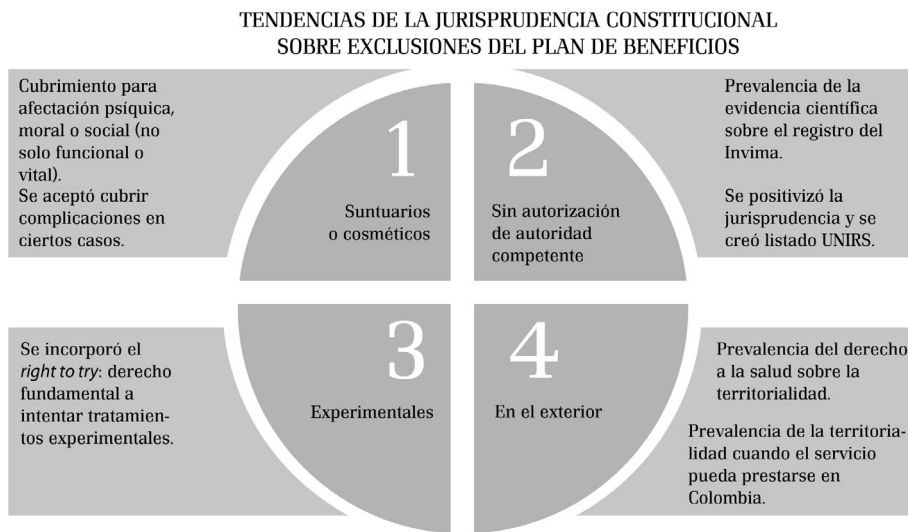 TENDENCIAS DE LA JURISPRUDENCIA CONSTITUCIONAL
SOBRE EXCLUSIONES DEL PLAN DE BENEFICIOS
Cubrimiento para
afectación psíquica,
moral o social (no
solo funcional o
vital).
Se aceptó cubrir
complicaciones en
ciertos casos.
1
Suntuarios
o cosméticos
2
Sin autorización
de autoridad
competente
Prevalencia de la
evidencia científica
sobre el registro del
Invima.
Se positivizó la
jurisprudencia y se
creó listado UNIRS.
Se incorporó el
right to try: derecho
fundamental a
intentar tratamien-
tos experimentales.
3
Experimentales
4
En el exterior
Prevalencia del derecho
a la salud sobre la
territorialidad.
Prevalencia de la territoria-
lidad cuando el servicio
pueda prestarse en
Colombia.